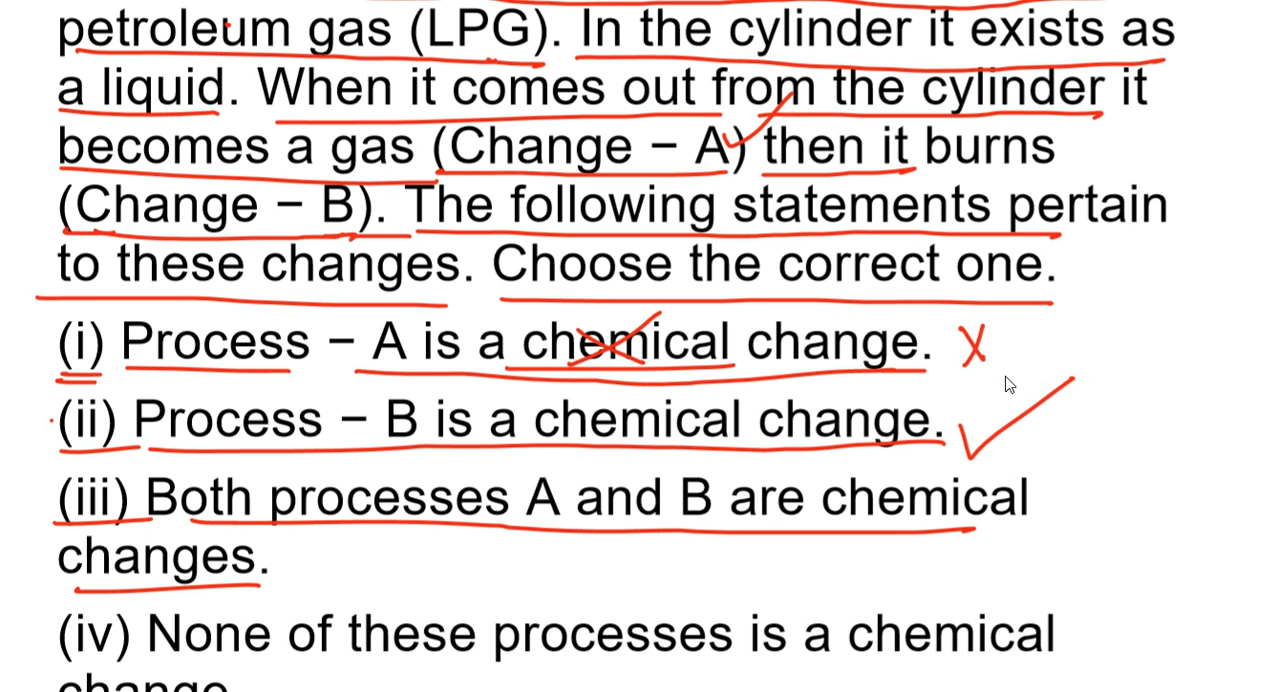 petroleum gas (LPG). In the cylinder it exists as
a liquid. When it comes out from the cylinder it
becomes a gas (Change – A) then it burns
(Change – B). The following statements pertain
to these changes. Choose the correct one.
(i) Process – A is a chemical change. X
(ii) Process – B is a chemical change.
(iii) Both processes A and B are chemical
changes.
(iv) None of these processes is a chemical
change